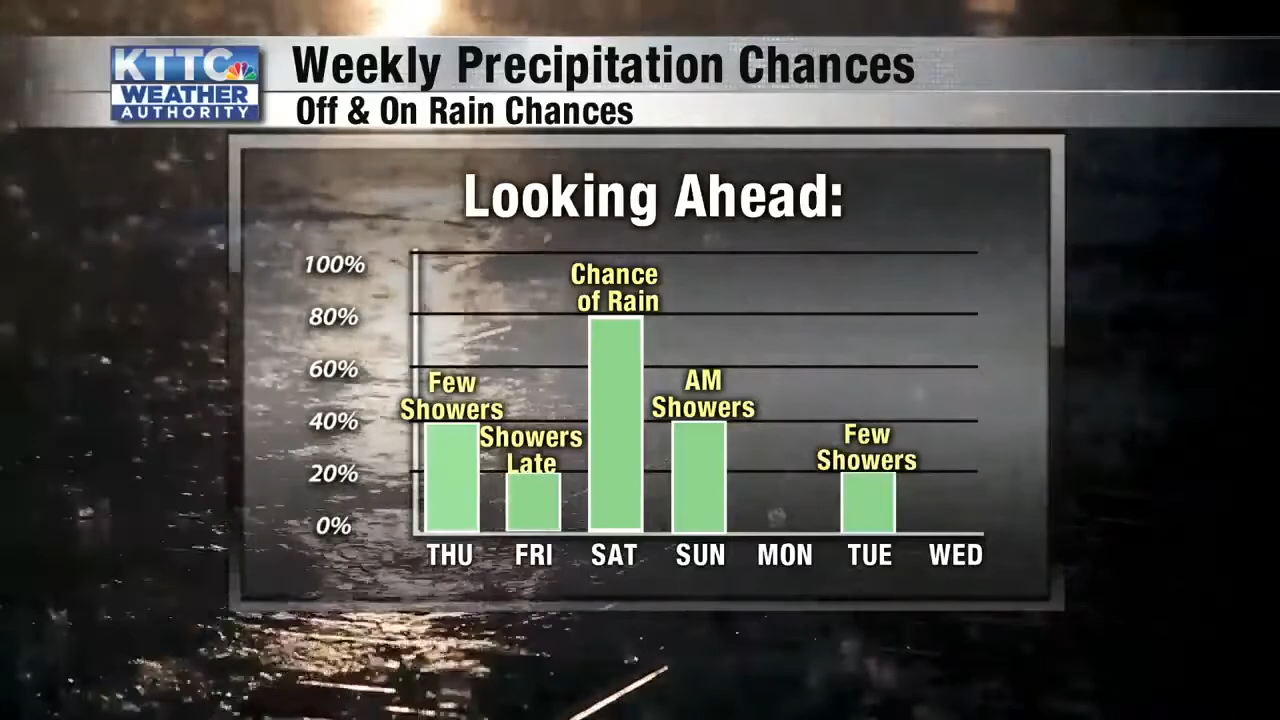 KTTC
WEATHER
AUTHORITY
Weekly Precipitation Chances
Off & On Rain Chances
Looking Ahead:
100%
80%
60%
40%
20%
0%
Few
Showers
Showers
Late
Chance
of Rain
AM
Showers
Few
Showers
THU FRI SAT SUN MON TUE WED